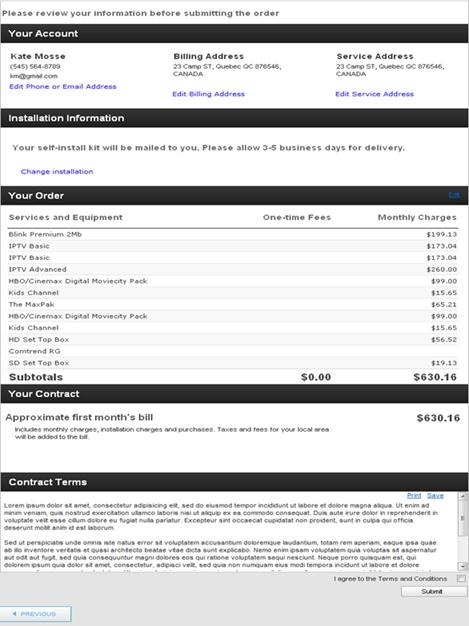 Please review your information before submitting the order
Your Account
Kate Mosse
(545) 564-8789
km@gmail.com
Edit Phone or Email Address
Billing Address
23 Camp ST, Quebec QC 876546,
CANADA
Edit Billing Address
Service Address
23 Camp ST, Quebec QC 876546,
CANADA
Edit Service Address
Installation Information
Your self-install kit will be mailed to you. Please allow 3-5 business days for delivery.
Change installation
Your Order Edit
Services and Equipment One-time Fees Monthly Charges
Blink Premium 2Mb $199.13
IPTV Basic $173.04
IPTV Basic $173.04
IPTV Advanced $260.00
HBO/Cinemax Digital Moviecity Pack $99.00
Kids Channel $15.65
The MaxPak $65.21
HBO/Cinemax Digital Moviecity Pack $99.00
Kids Channel $15.65
HD Set Top Box $56.52
Comtrend RG
SD Set Top Box $19.13
Subtotals $0.00 $630.16
Your Contract
Approximate first month's bill $630.16
Includes monthly charges, installation charges and purchases. Taxes and fees for your local area
will be added to the bill.
Contract Terms
Print Save
Lorem ipsum dolor sit amet, consectetur adipisicing elit, sed do eiusmod tempor incididunt ut labore et dolore magna aliqua. Ut enim ad
minim veniam, quis nostrud exercitation ullamco laboris nisi ut aliquip ex ea commodo consequat. Duis aute irure dolor in reprehenderit in
voluptate velit esse cillum dolore eu fugiat nulla pariatur. Excepteur sint occaecat cupidatat non proident, sunt in culpa qui officia
deserunt mollit anim id est laborum.
Sed ut perspiciatis unde omnis iste natus error sit voluptatem accusantium doloremque laudantium, totam rem aperiam, eaque ipsa quae
ab illo inventore veritatis et quasi architecto beatae vitae dicta sunt explicabo. Nemo enim ipsam voluptatem quia voluptas sit aspernatur
aut odit aut fugit, sed quia consequuntur magni dolores eos qui ratione voluptatem sequi nesciunt. Neque porro quisquam est, qui
dolorem ipsum quia dolor sit amet, consectetur, adipisci velit, sed quia non numquam eius modi tempora incidunt ut labore et dolore
I agree to the Terms and Conditions
Submit
PREVIOUS